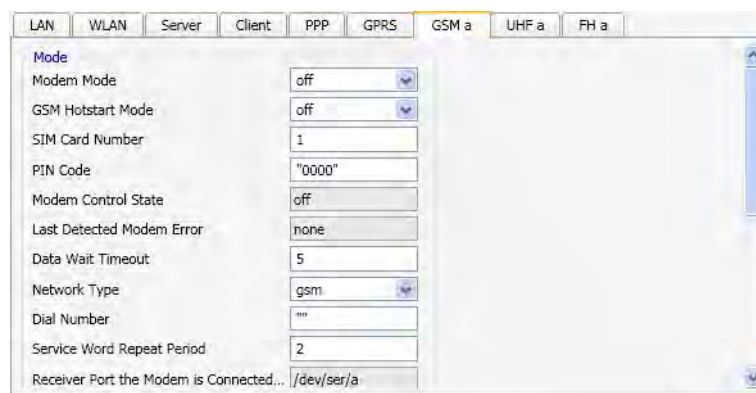 LAN WLAN Server Client PPP GPRS GSM a UHF a FH a
Mode
Modem Mode off
GSM Hotstart Mode off
SIM Card Number 1
PIN Code "0000"
Modem Control State off
Last Detected Modem Error none
Data Wait Timeout 5
Network Type gsm
Dial Number ""
Service Word Repeat Period 2
Receiver Port the Modem is Connected... /dev/ser/a